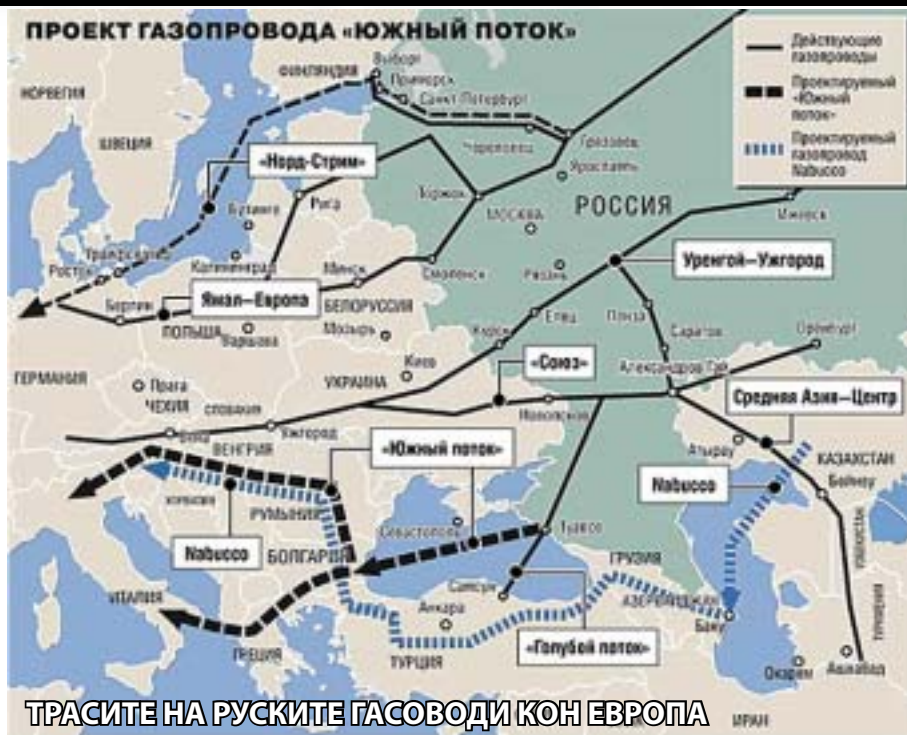 ПРОЕКТ ГАЗОПРОВОДА «ЮЖНЫЙ ПОТОК»
Действующие
газопроводы
Проектируемый
«Южный
поток»
Проектируемый
газопровод
Nabucco
НОРВЕГИЯ
ШВЕЦИЯ
ФИНЛЯНДИЯ
Выборг
Приморск
Санкт-Петербург
Череповец
Грязовец
Ярославль
«Норд-Стрим»
Бутинге
Рига
Торжок
МОСКВА
РОССИЯ
Ижевск
Калининград
Минск
Смоленск
Рязань
Уренгой–Ужгород
Росток
Берлин
Ямал–Европа
БЕЛОРУССИЯ
ПОЛЬША
Варшава
Мозырь
Курск
Елец
Пенза
Саратов
Оренбург
ГЕРМАНИЯ
Прага
ЧЕХИЯ
СЛОВАКИЯ
Киев
УКРАИНА
«Союз»
Александров Гай
Средняя Азия–Центр
Вена
Ужгород
ВЕНГРИЯ
«Южный поток»
Атырау
КАЗАХСТАН
Бейнеу
Nabucco
РУМЫНИЯ
Севастополь
Туапсе
УЗБЕКИСТАН
Nabucco
БОЛГАРИЯ
ГРУЗИЯ
ИТАЛИЯ
Самсун
Анкара
АЗЕРБАЙДЖАН
Баку
ГРЕЦИЯ
ТУРЦИЯ
«Голубой поток»
Окарем
Ашхабад
ИРАН
ТРАСИТЕ НА РУСКИТЕ ГАСОВОДИ КОН ЕВРОПА